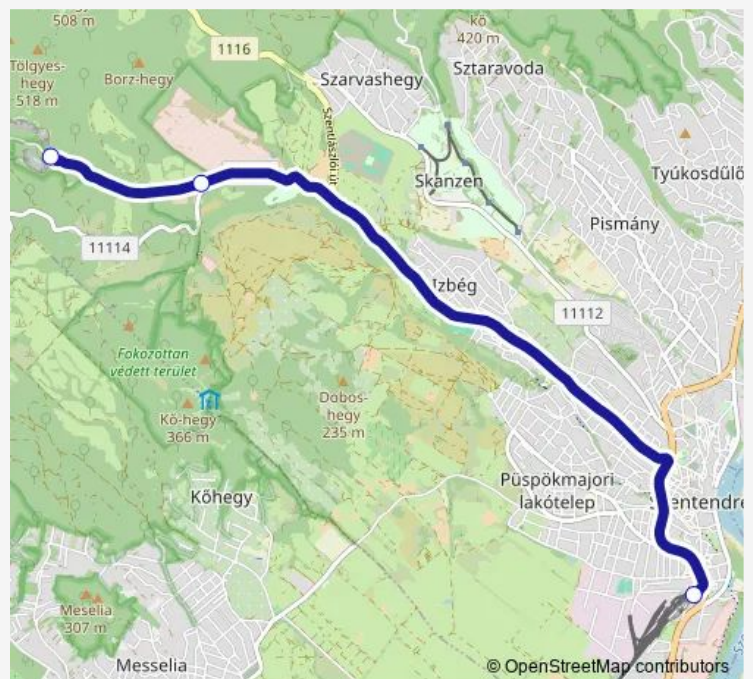 508 m
kő
420 m
1116
Tölgyes-
hegy
518 m
Borz-hegy
Szarvashegy
Sztaravoda
Szentlászlói út
Skanzen
Tyúkosdűlő
Pismány
11114
Izbég
11112
Fokozottan
védett terület
Kő-hegy
366 m
Dobos-
hegy
235 m
Püspökmajori
lakótelep
entendre
Kőhegy
Meselia
307 m
Messelia
© OpenStreetMap contributors